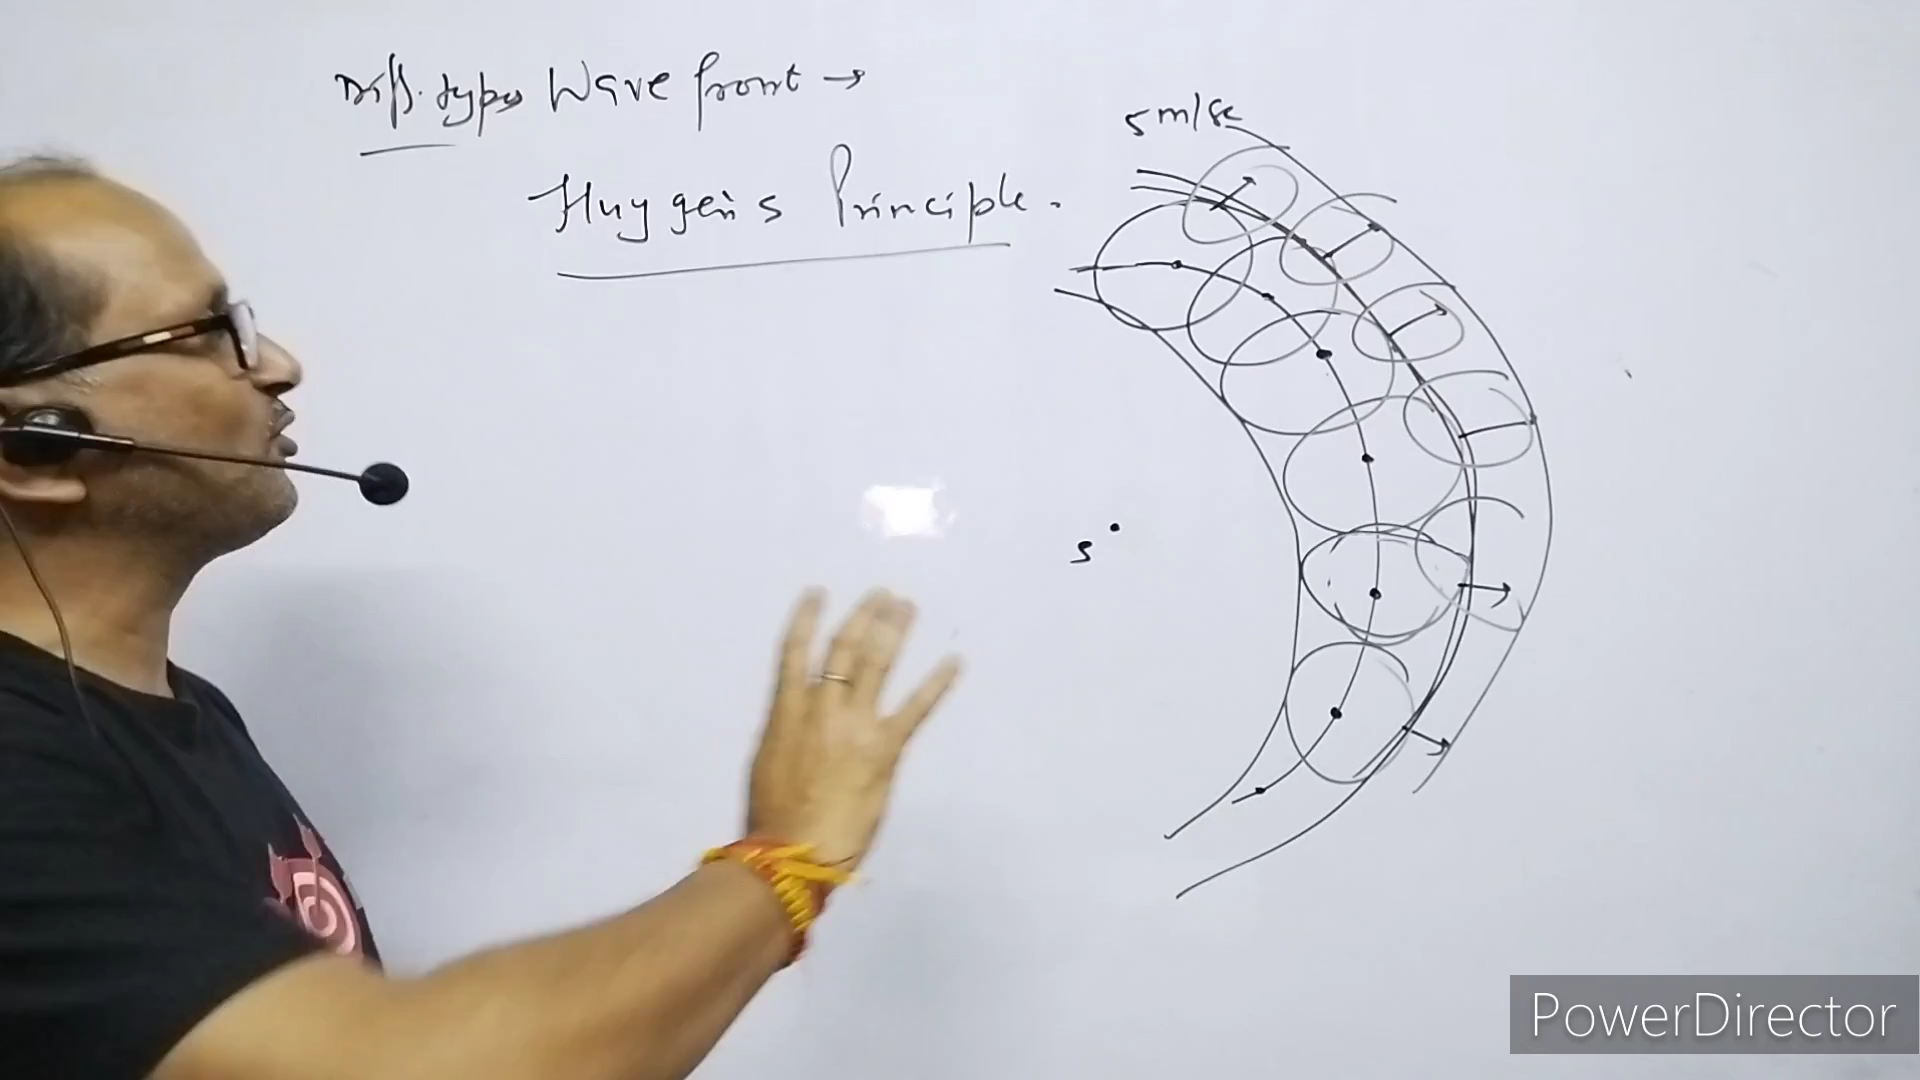 Diff. types Wave front →
Huygen's Principle.
5 m/sec
S
PowerDirector